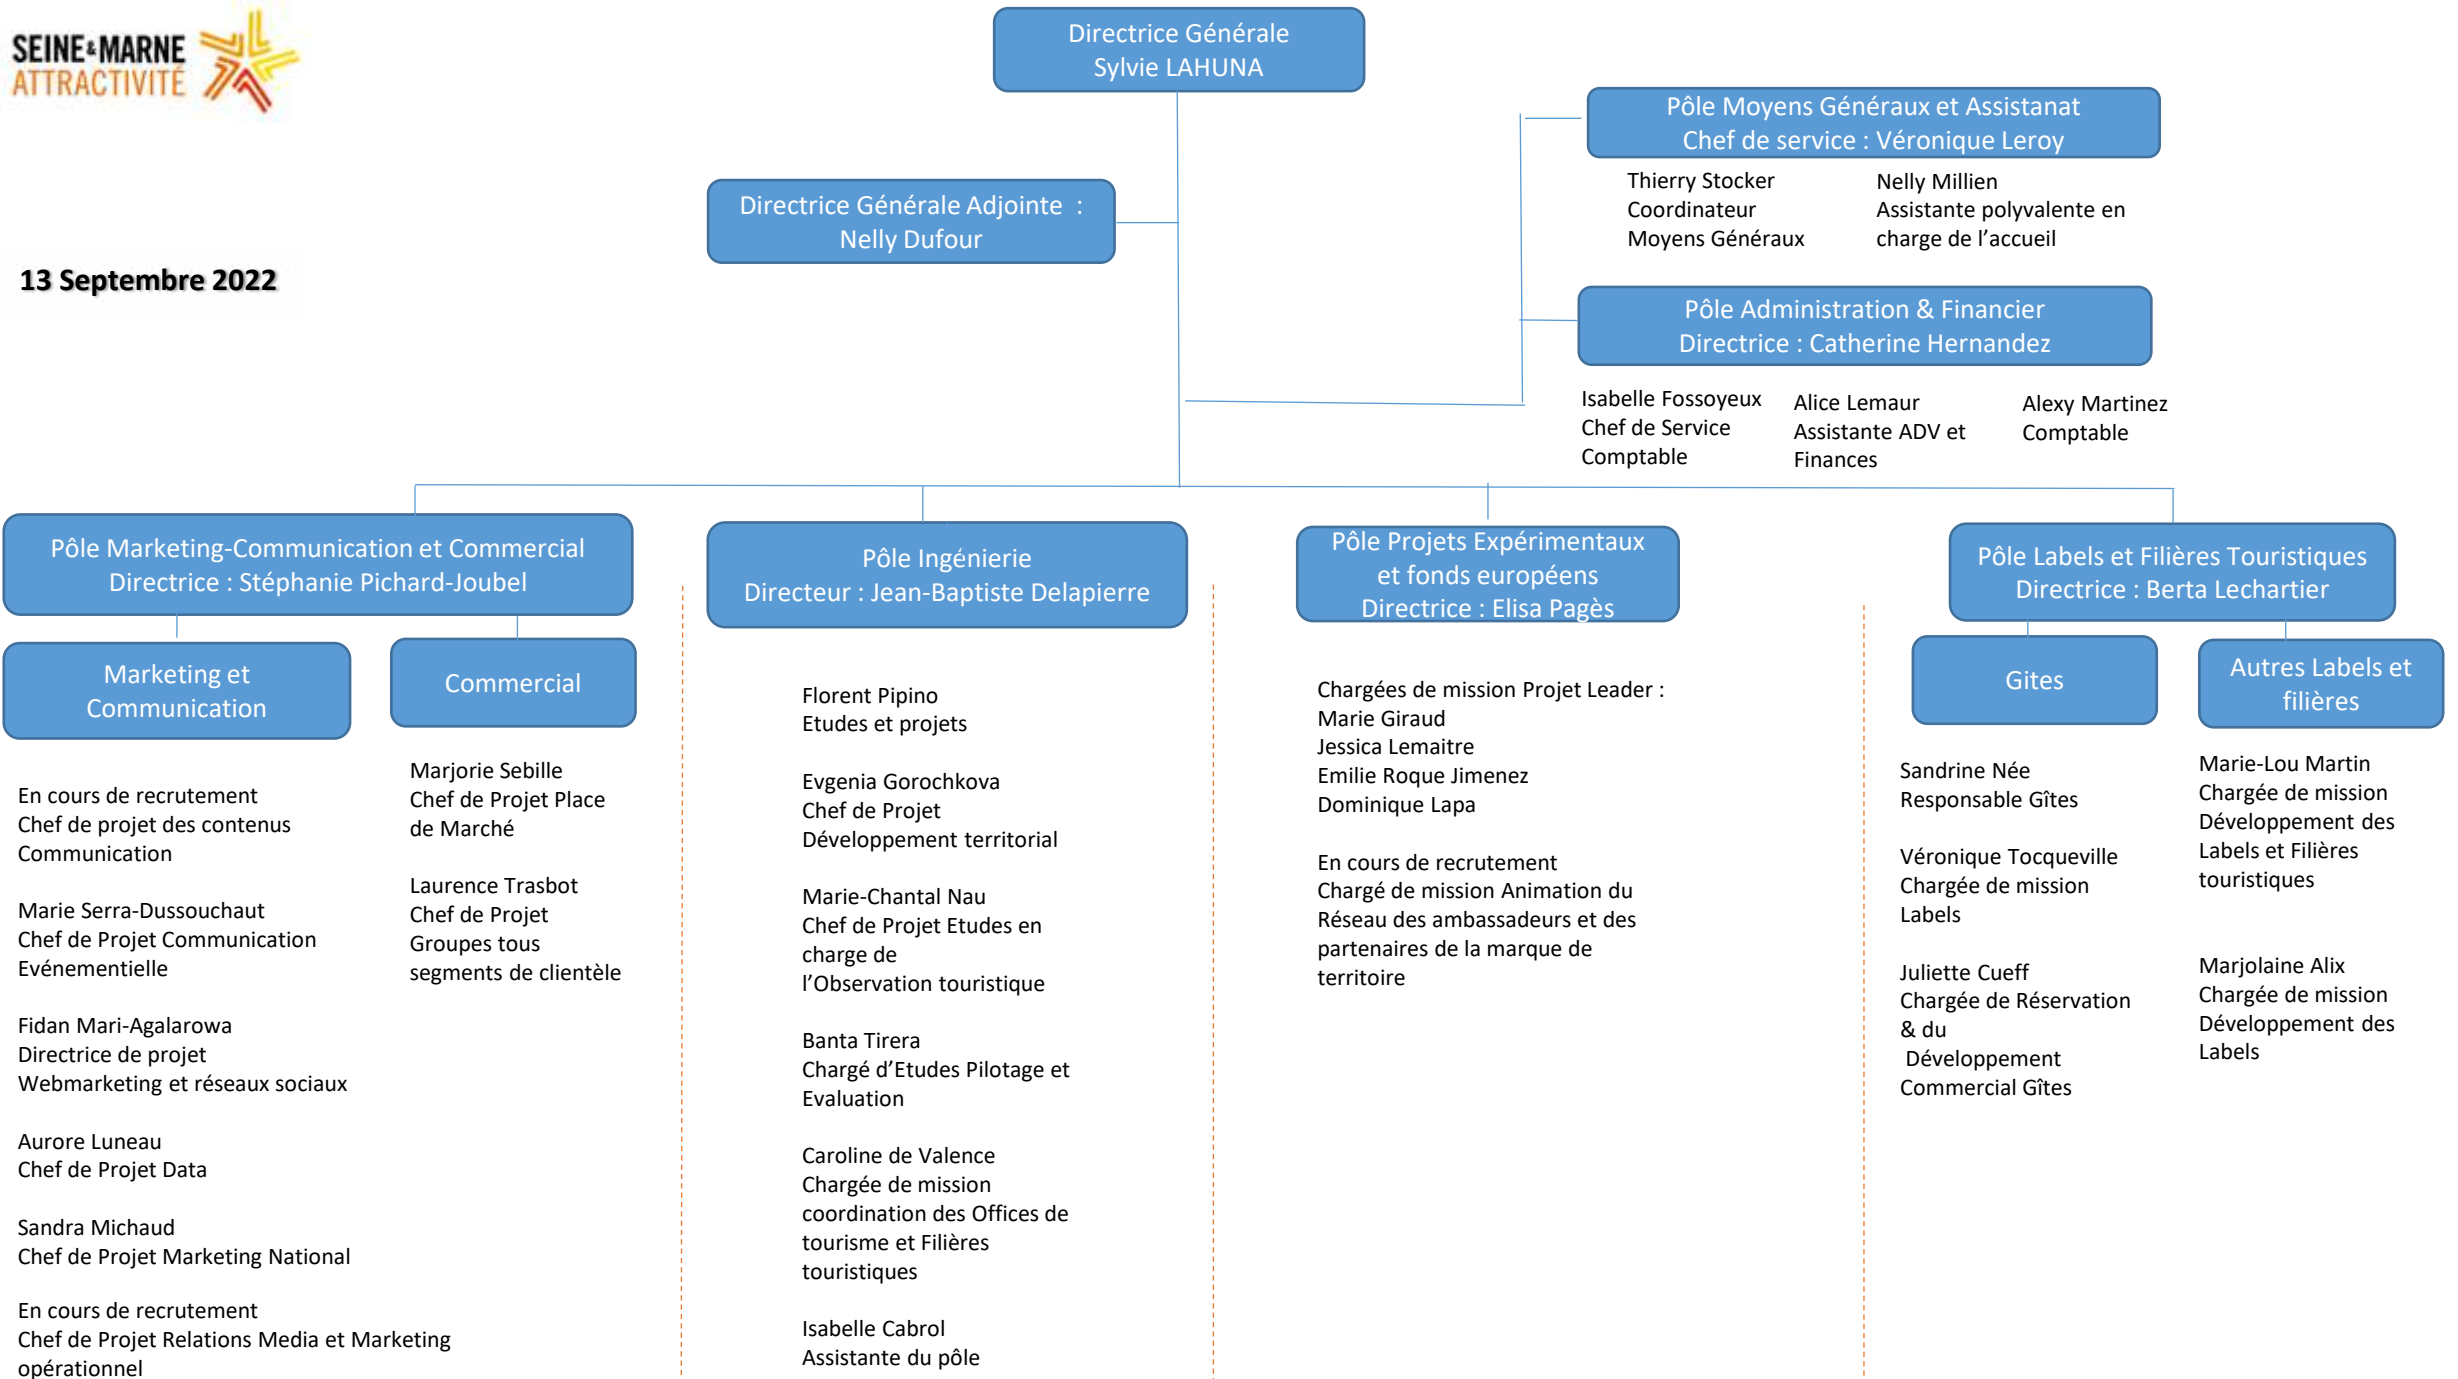 SEINE&MARNE
ATTRACTIVITÉ
13 Septembre 2022
Directrice Générale
Sylvie LAHUNA
Directrice Générale Adjointe :
Nelly Dufour
Pôle Moyens Généraux et Assistanat
Chef de service : Véronique Leroy
Thierry Stocker
Coordinateur
Moyens Généraux
Nelly Millien
Assistante polyvalente en
charge de l’accueil
Pôle Administration & Financier
Directrice : Catherine Hernandez
Isabelle Fossoyeux
Chef de Service
Comptable
Alice Lemaur
Assistante ADV et
Finances
Alexy Martinez
Comptable
Pôle Marketing-Communication et Commercial
Directrice : Stéphanie Pichard-Joubel
Marketing et
Communication
En cours de recrutement
Chef de projet des contenus
Communication
Marie Serra-Dussouchaut
Chef de Projet Communication
Evénementielle
Fidan Mari-Agalarowa
Directrice de projet
Webmarketing et réseaux sociaux
Aurore Luneau
Chef de Projet Data
Sandra Michaud
Chef de Projet Marketing National
En cours de recrutement
Chef de Projet Relations Media et Marketing
opérationnel
Commercial
Marjorie Sebille
Chef de Projet Place
de Marché
Laurence Trasbot
Chef de Projet
Groupes tous
segments de clientèle
Pôle Ingénierie
Directeur : Jean-Baptiste Delapierre
Florent Pipino
Etudes et projets
Evgenia Gorochkova
Chef de Projet
Développement territorial
Marie-Chantal Nau
Chef de Projet Etudes en
charge de
l’Observation touristique
Banta Tirera
Chargé d’Etudes Pilotage et
Evaluation
Caroline de Valence
Chargée de mission
coordination des Offices de
tourisme et Filières
touristiques
Isabelle Cabrol
Assistante du pôle
Pôle Projets Expérimentaux
et fonds européens
Directrice : Elisa Pagès
Chargées de mission Projet Leader :
Marie Giraud
Jessica Lemaitre
Emilie Roque Jimenez
Dominique Lapa
En cours de recrutement
Chargé de mission Animation du
Réseau des ambassadeurs et des
partenaires de la marque de
territoire
Pôle Labels et Filières Touristiques
Directrice : Berta Lechartier
Gites
Sandrine Née
Responsable Gîtes
Véronique Tocqueville
Chargée de mission
Labels
Juliette Cueff
Chargée de Réservation
& du
Développement
Commercial Gîtes
Autres Labels et
filières
Marie-Lou Martin
Chargée de mission
Développement des
Labels et Filières
touristiques
Marjolaine Alix
Chargée de mission
Développement des
Labels